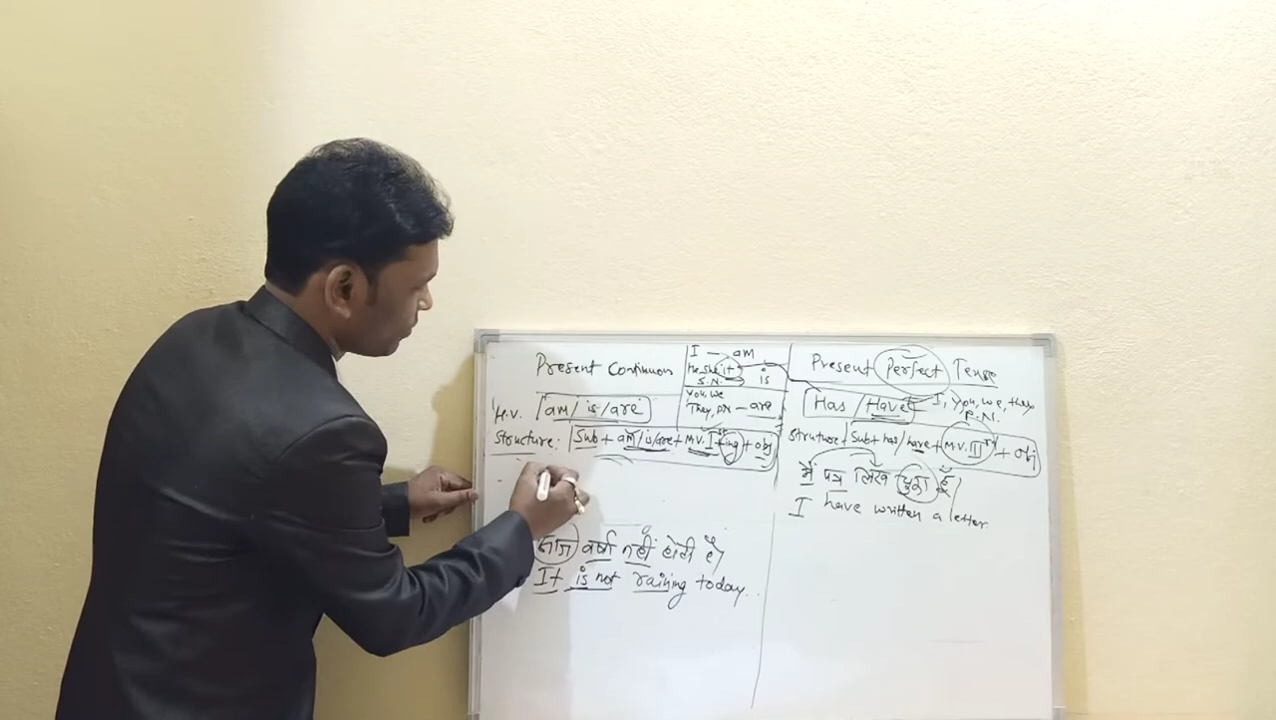 Present Continuon
I — am
he, she, it — is
S.N.
You, we
They, PN — are
H.V. am / is / are
Structure: Sub + am / is / are + M.V. I + ing + obj
आज वर्षा नहीं होती है।
It is not raining today.
Present Perfect Tense
Has / Have
I, you, we, they
P.N.
Structure Sub + has / have + M.V. III + obj
मैं पत्र लिख चुका हूँ
I have written a letter.